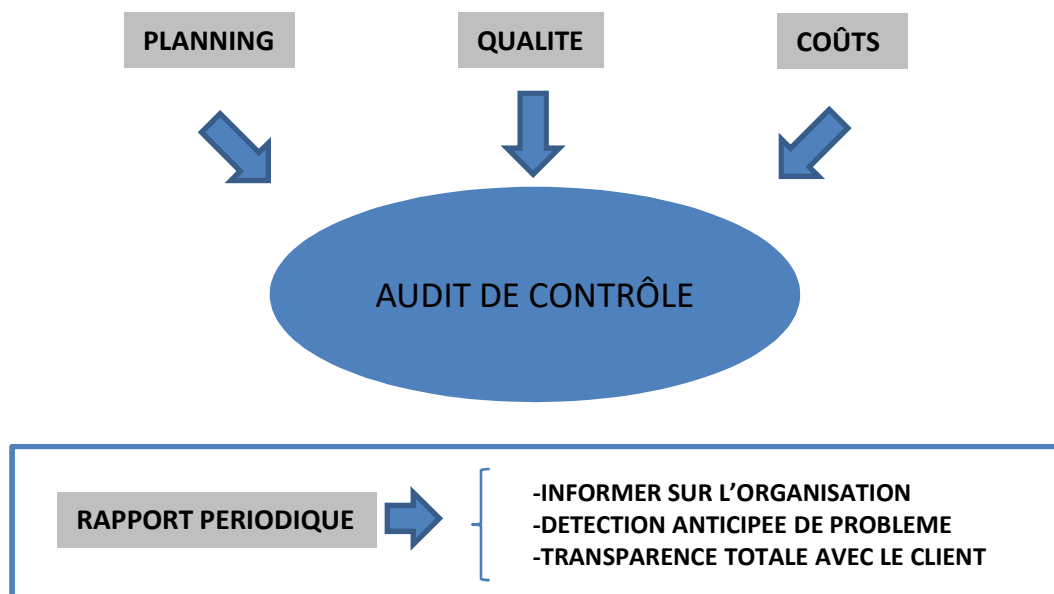 PLANNING
QUALITE
COÛTS
AUDIT DE CONTRÔLE
RAPPORT PERIODIQUE
-INFORMER SUR L’ORGANISATION
-DETECTION ANTICIPEE DE PROBLEME
-TRANSPARENCE TOTALE AVEC LE CLIENT